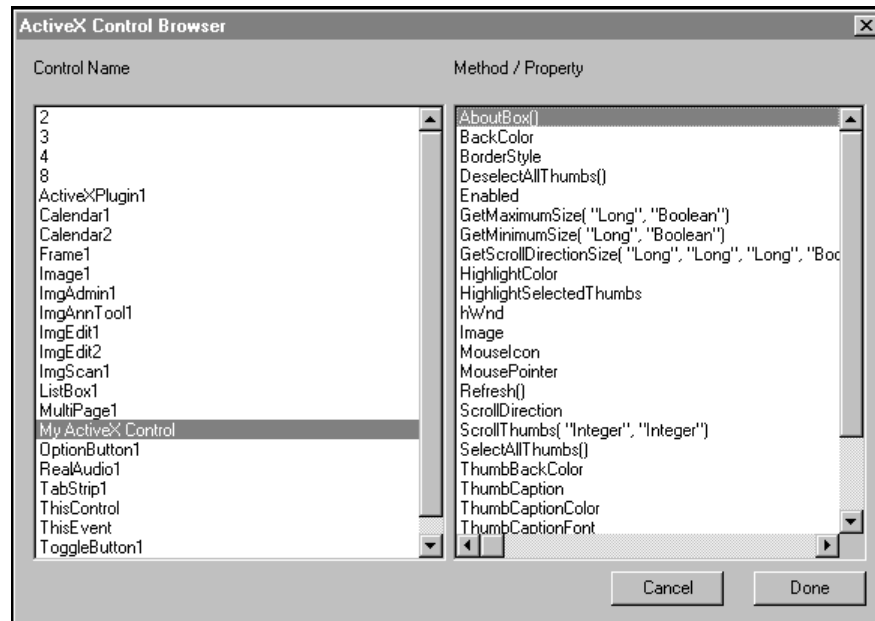 ActiveX Control Browser
Control Name
Method / Property
2
3
4
8
ActiveXPlugin1
Calendar1
Calendar2
Frame1
Image1
ImgAdmin1
ImgAnnTool1
ImgEdit1
ImgEdit2
ImgScan1
ListBox1
MultiPage1
My ActiveX Control
OptionButton1
RealAudio1
TabStrip1
ThisControl
ThisEvent
ToggleButton1
AboutBox()
BackColor
BorderStyle
DeselectAllThumbs()
Enabled
GetMaximumSize( "Long", "Boolean")
GetMinimumSize( "Long", "Boolean")
GetScrollDirectionSize( "Long", "Long", "Long", "Boo
HighlightColor
HighlightSelectedThumbs
hWnd
Image
MouseIcon
MousePointer
Refresh()
ScrollDirection
ScrollThumbs( "Integer", "Integer")
SelectAllThumbs()
ThumbBackColor
ThumbCaption
ThumbCaptionColor
ThumbCaptionFont
Cancel
Done